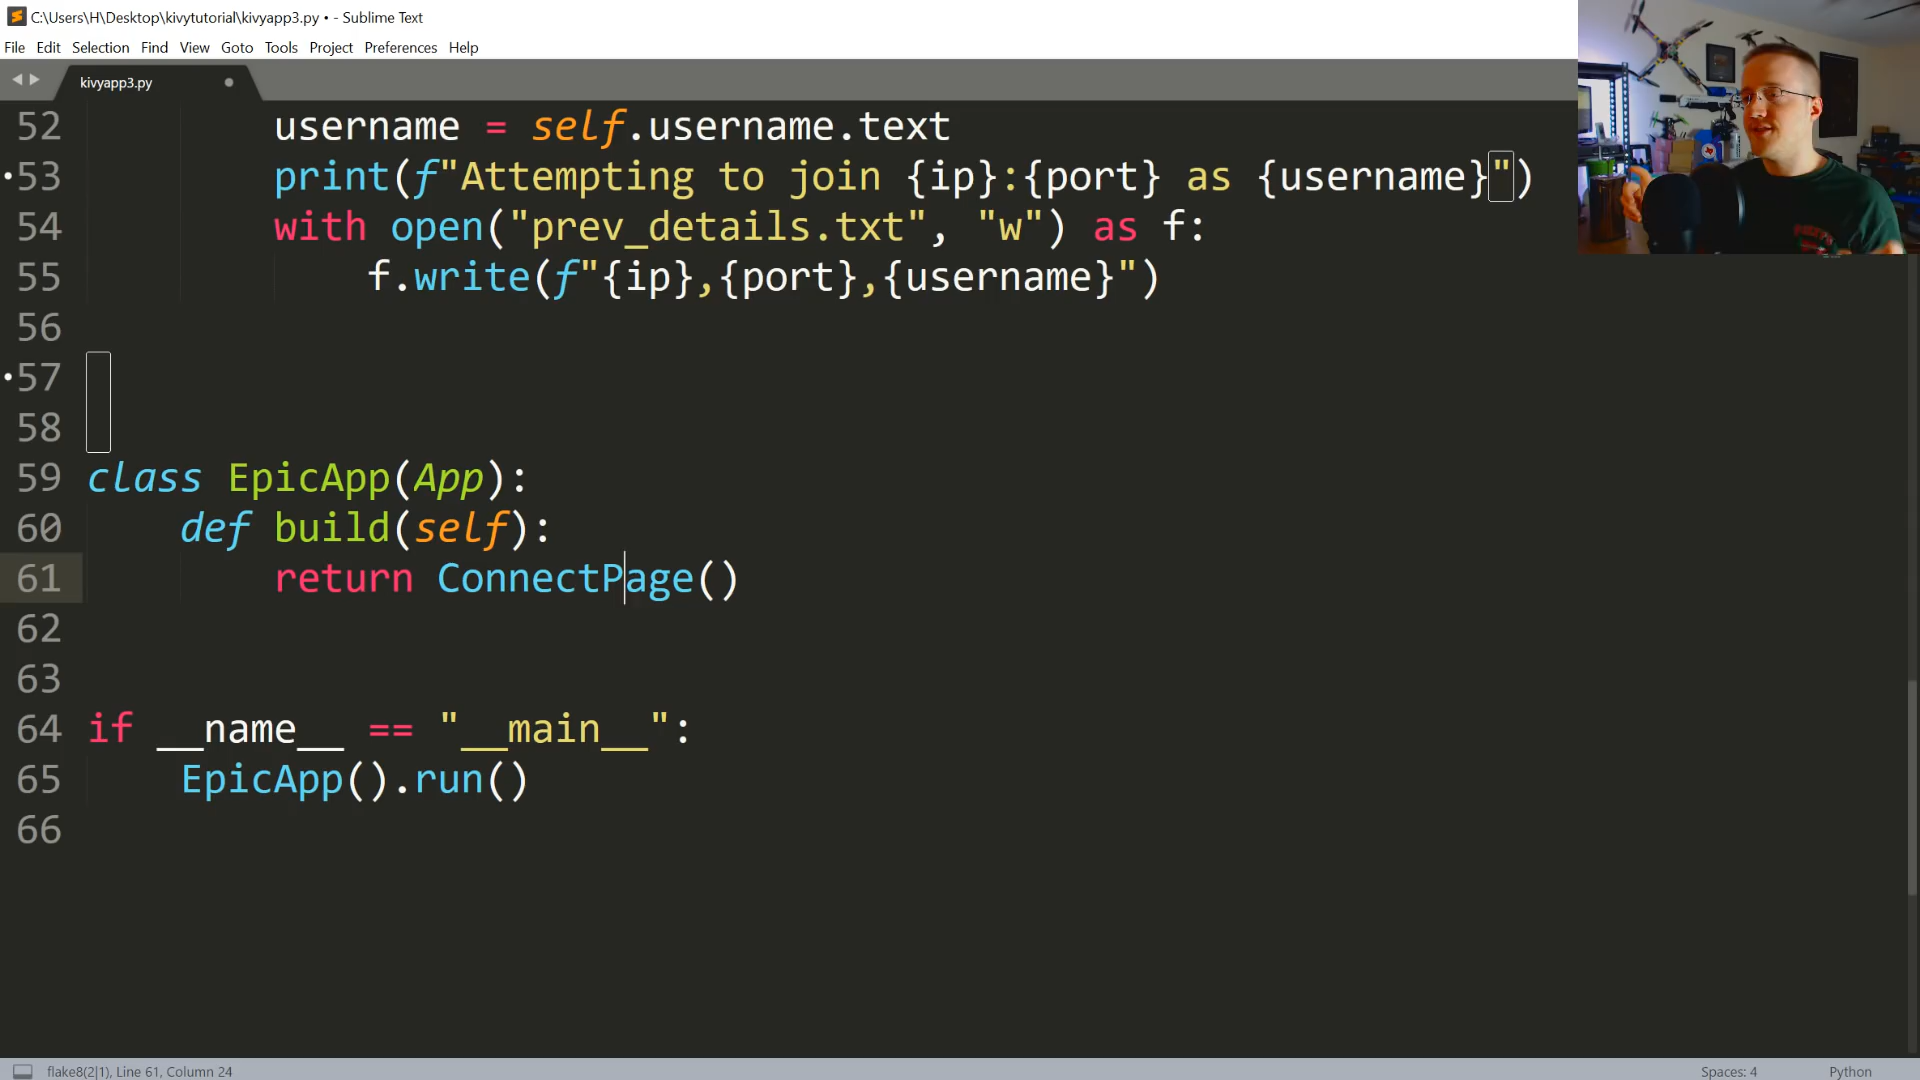 C:\Users\H\Desktop\kivytutorial\kivyapp3.py • - Sublime Text
File Edit Selection Find View Goto Tools Project Preferences Help
kivyapp3.py
52 username = self.username.text
53 print(f"Attempting to join {ip}:{port} as {username}")
54 with open("prev_details.txt", "w") as f:
55 f.write(f"{ip},{port},{username}")
56
57
58
59 class EpicApp(App):
60 def build(self):
61 return ConnectPage()
62
63
64 if __name__ == "__main__":
65 EpicApp().run()
66
flake8(2|1), Line 61, Column 24 Spaces: 4 Python